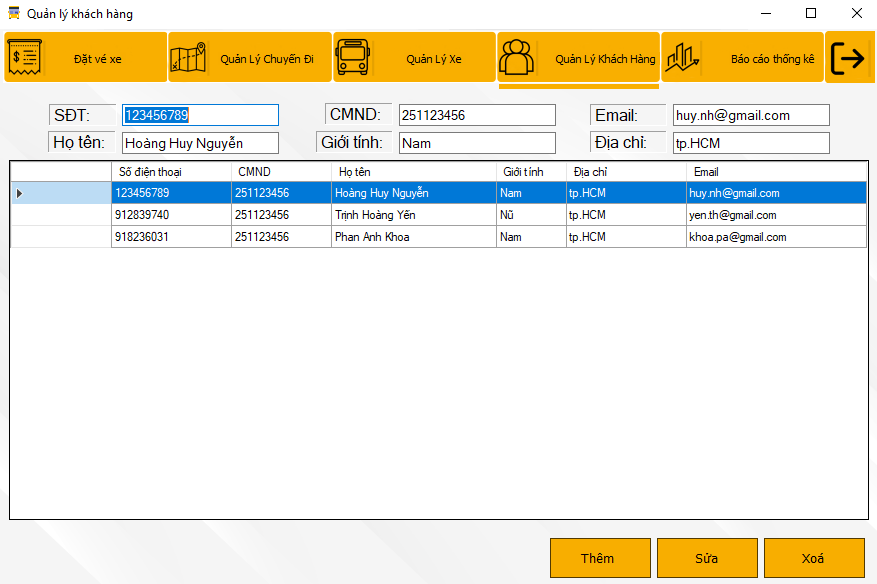 Quản lý khách hàng
Đặt vé xe Quản Lý Chuyến Đi Quản Lý Xe Quản Lý Khách Hàng Báo cáo thống kê
SĐT: 123456789 CMND: 251123456 Email: huy.nh@gmail.com
Họ tên: Hoàng Huy Nguyễn Giới tính: Nam Địa chỉ: tp.HCM
Số điện thoại CMND Họ tên Giới tính Địa chỉ Email
123456789 251123456 Hoàng Huy Nguyễn Nam tp.HCM huy.nh@gmail.com
912839740 251123456 Trịnh Hoàng Yến Nũ tp.HCM yen.th@gmail.com
918236031 251123456 Phan Anh Khoa Nam tp.HCM khoa.pa@gmail.com
Thêm Sửa Xoá